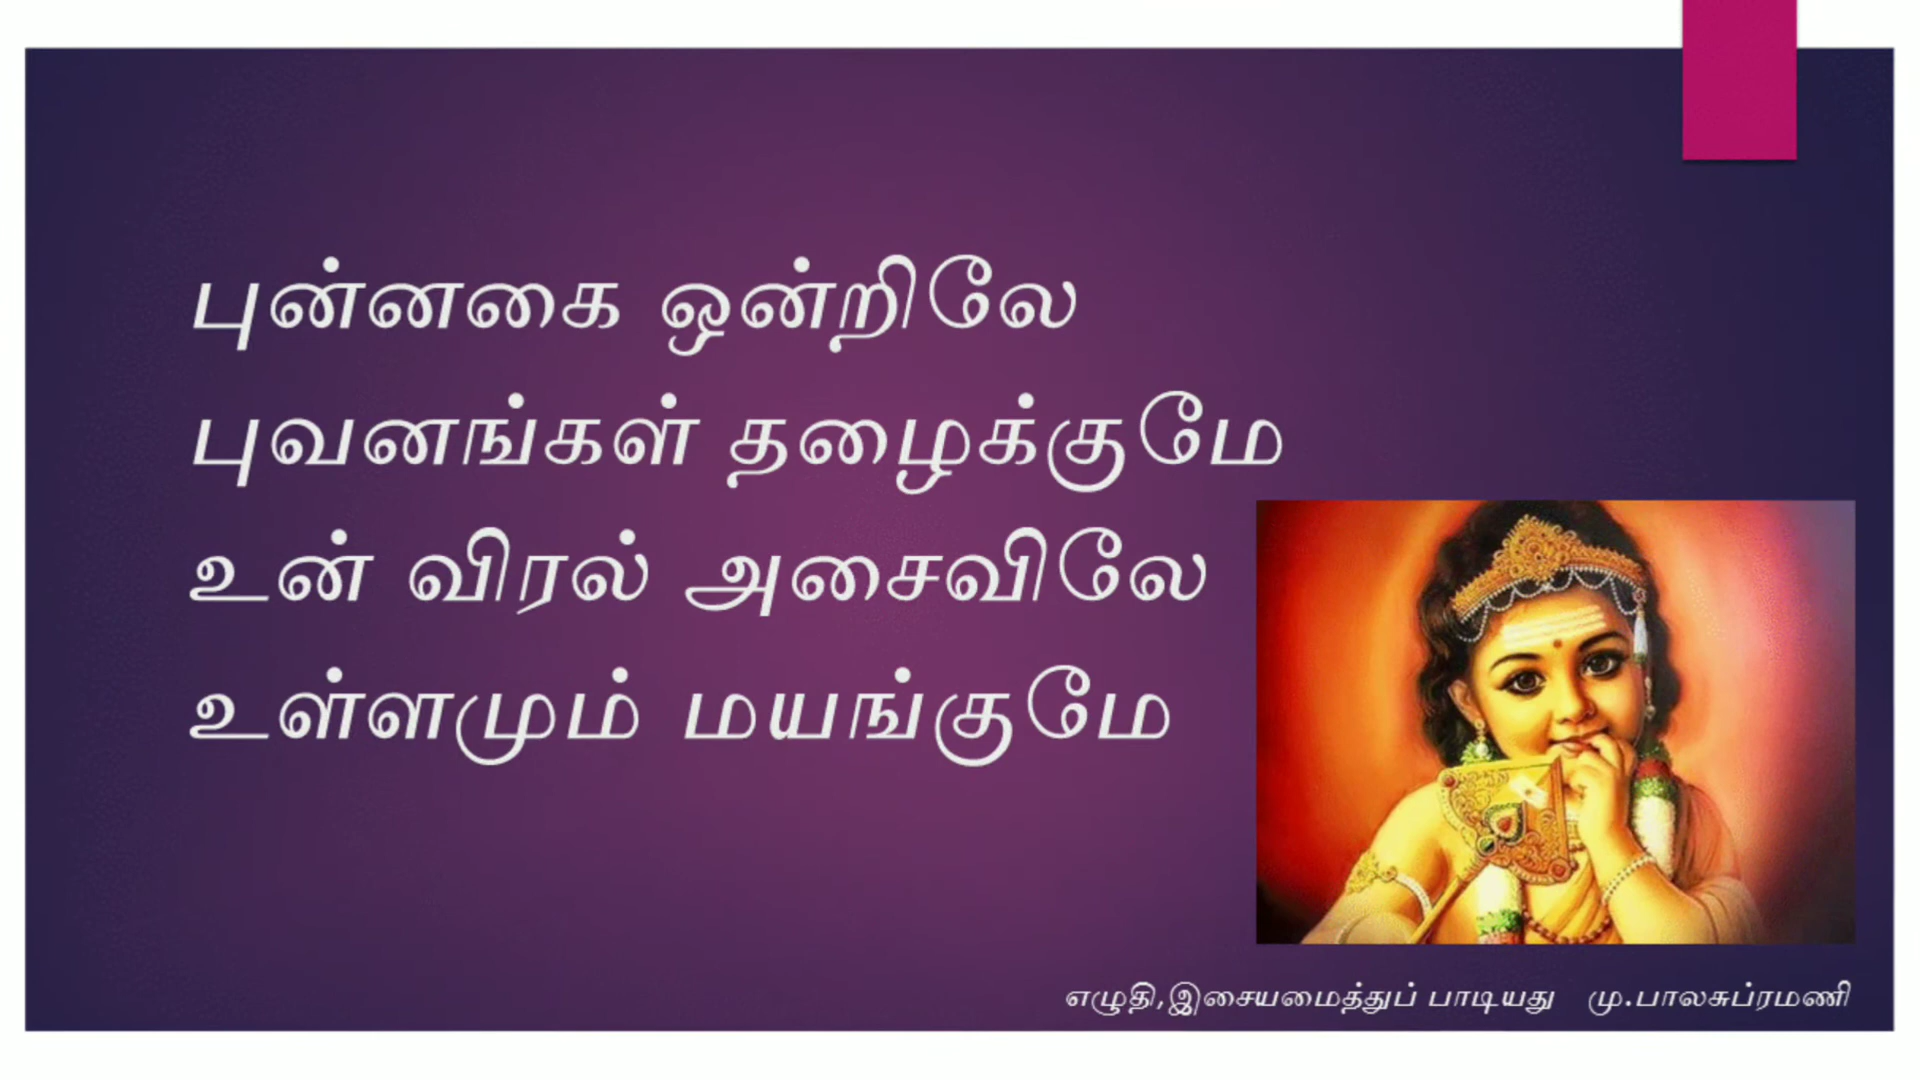 புன்னகை ஒன்றிலே
புவனங்கள் தழைக்குமே
உன் விரல் அசைவிலே
உள்ளமும் மயங்குமே
எழுதி,இசையமைத்துப் பாடியது மு.பாலசுப்ரமணி